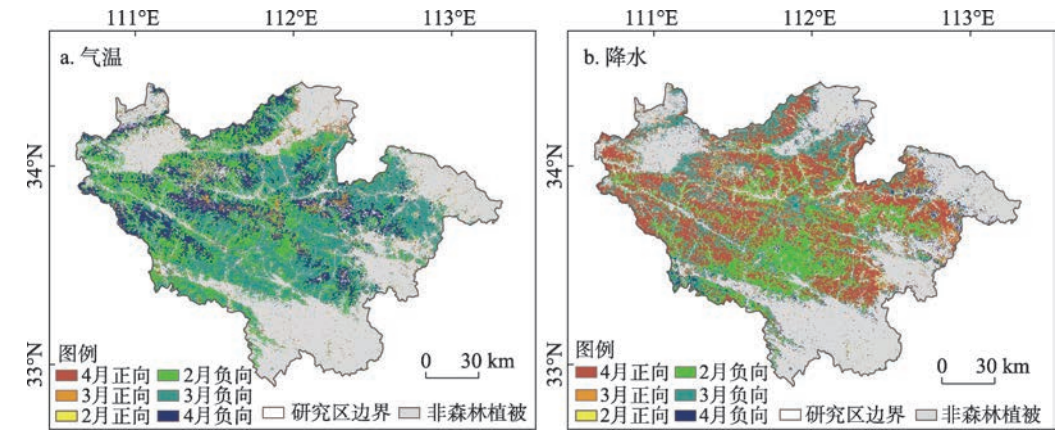 111°E 112°E 113°E
a. 气温
34°N
33°N
图例
4月正向 2月负向
3月正向 3月负向
2月正向 4月负向
研究区边界 非森林植被
0 30 km
111°E 112°E 113°E
b. 降水
34°N
33°N
图例
4月正向 2月负向
3月正向 3月负向
2月正向 4月负向
研究区边界 非森林植被
0 30 km